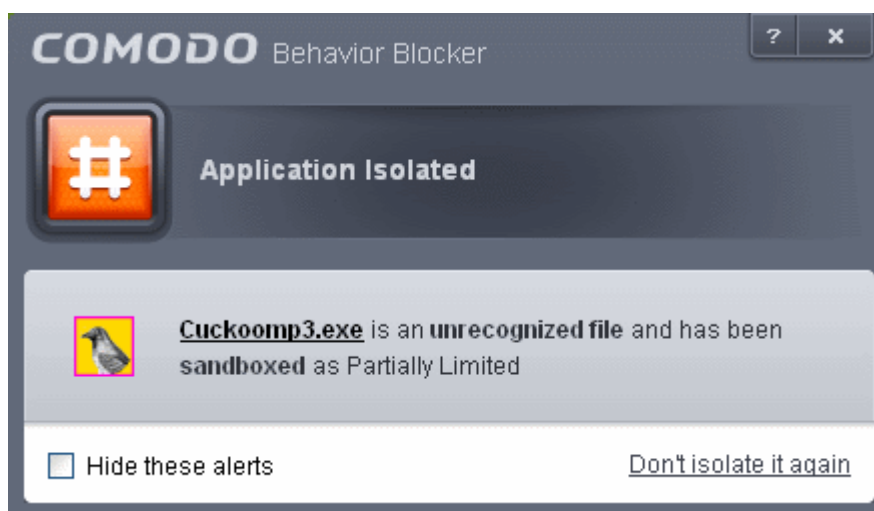 COMODO Behavior Blocker
? x
Application Isolated
Cuckoomp3.exe is an unrecognized file and has been
sandboxed as Partially Limited
Hide these alerts
Don't isolate it again